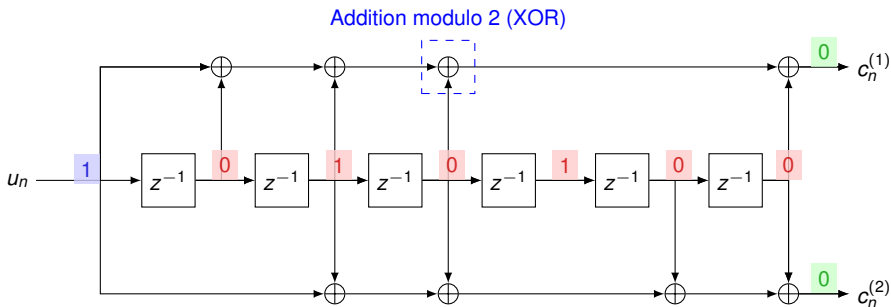 Addition modulo 2 (XOR)
0 c_n^{(1)}
u_n 1 z^{-1} 0 z^{-1} 1 z^{-1} 0 z^{-1} 1 z^{-1} 0 z^{-1} 0
0 c_n^{(2)}